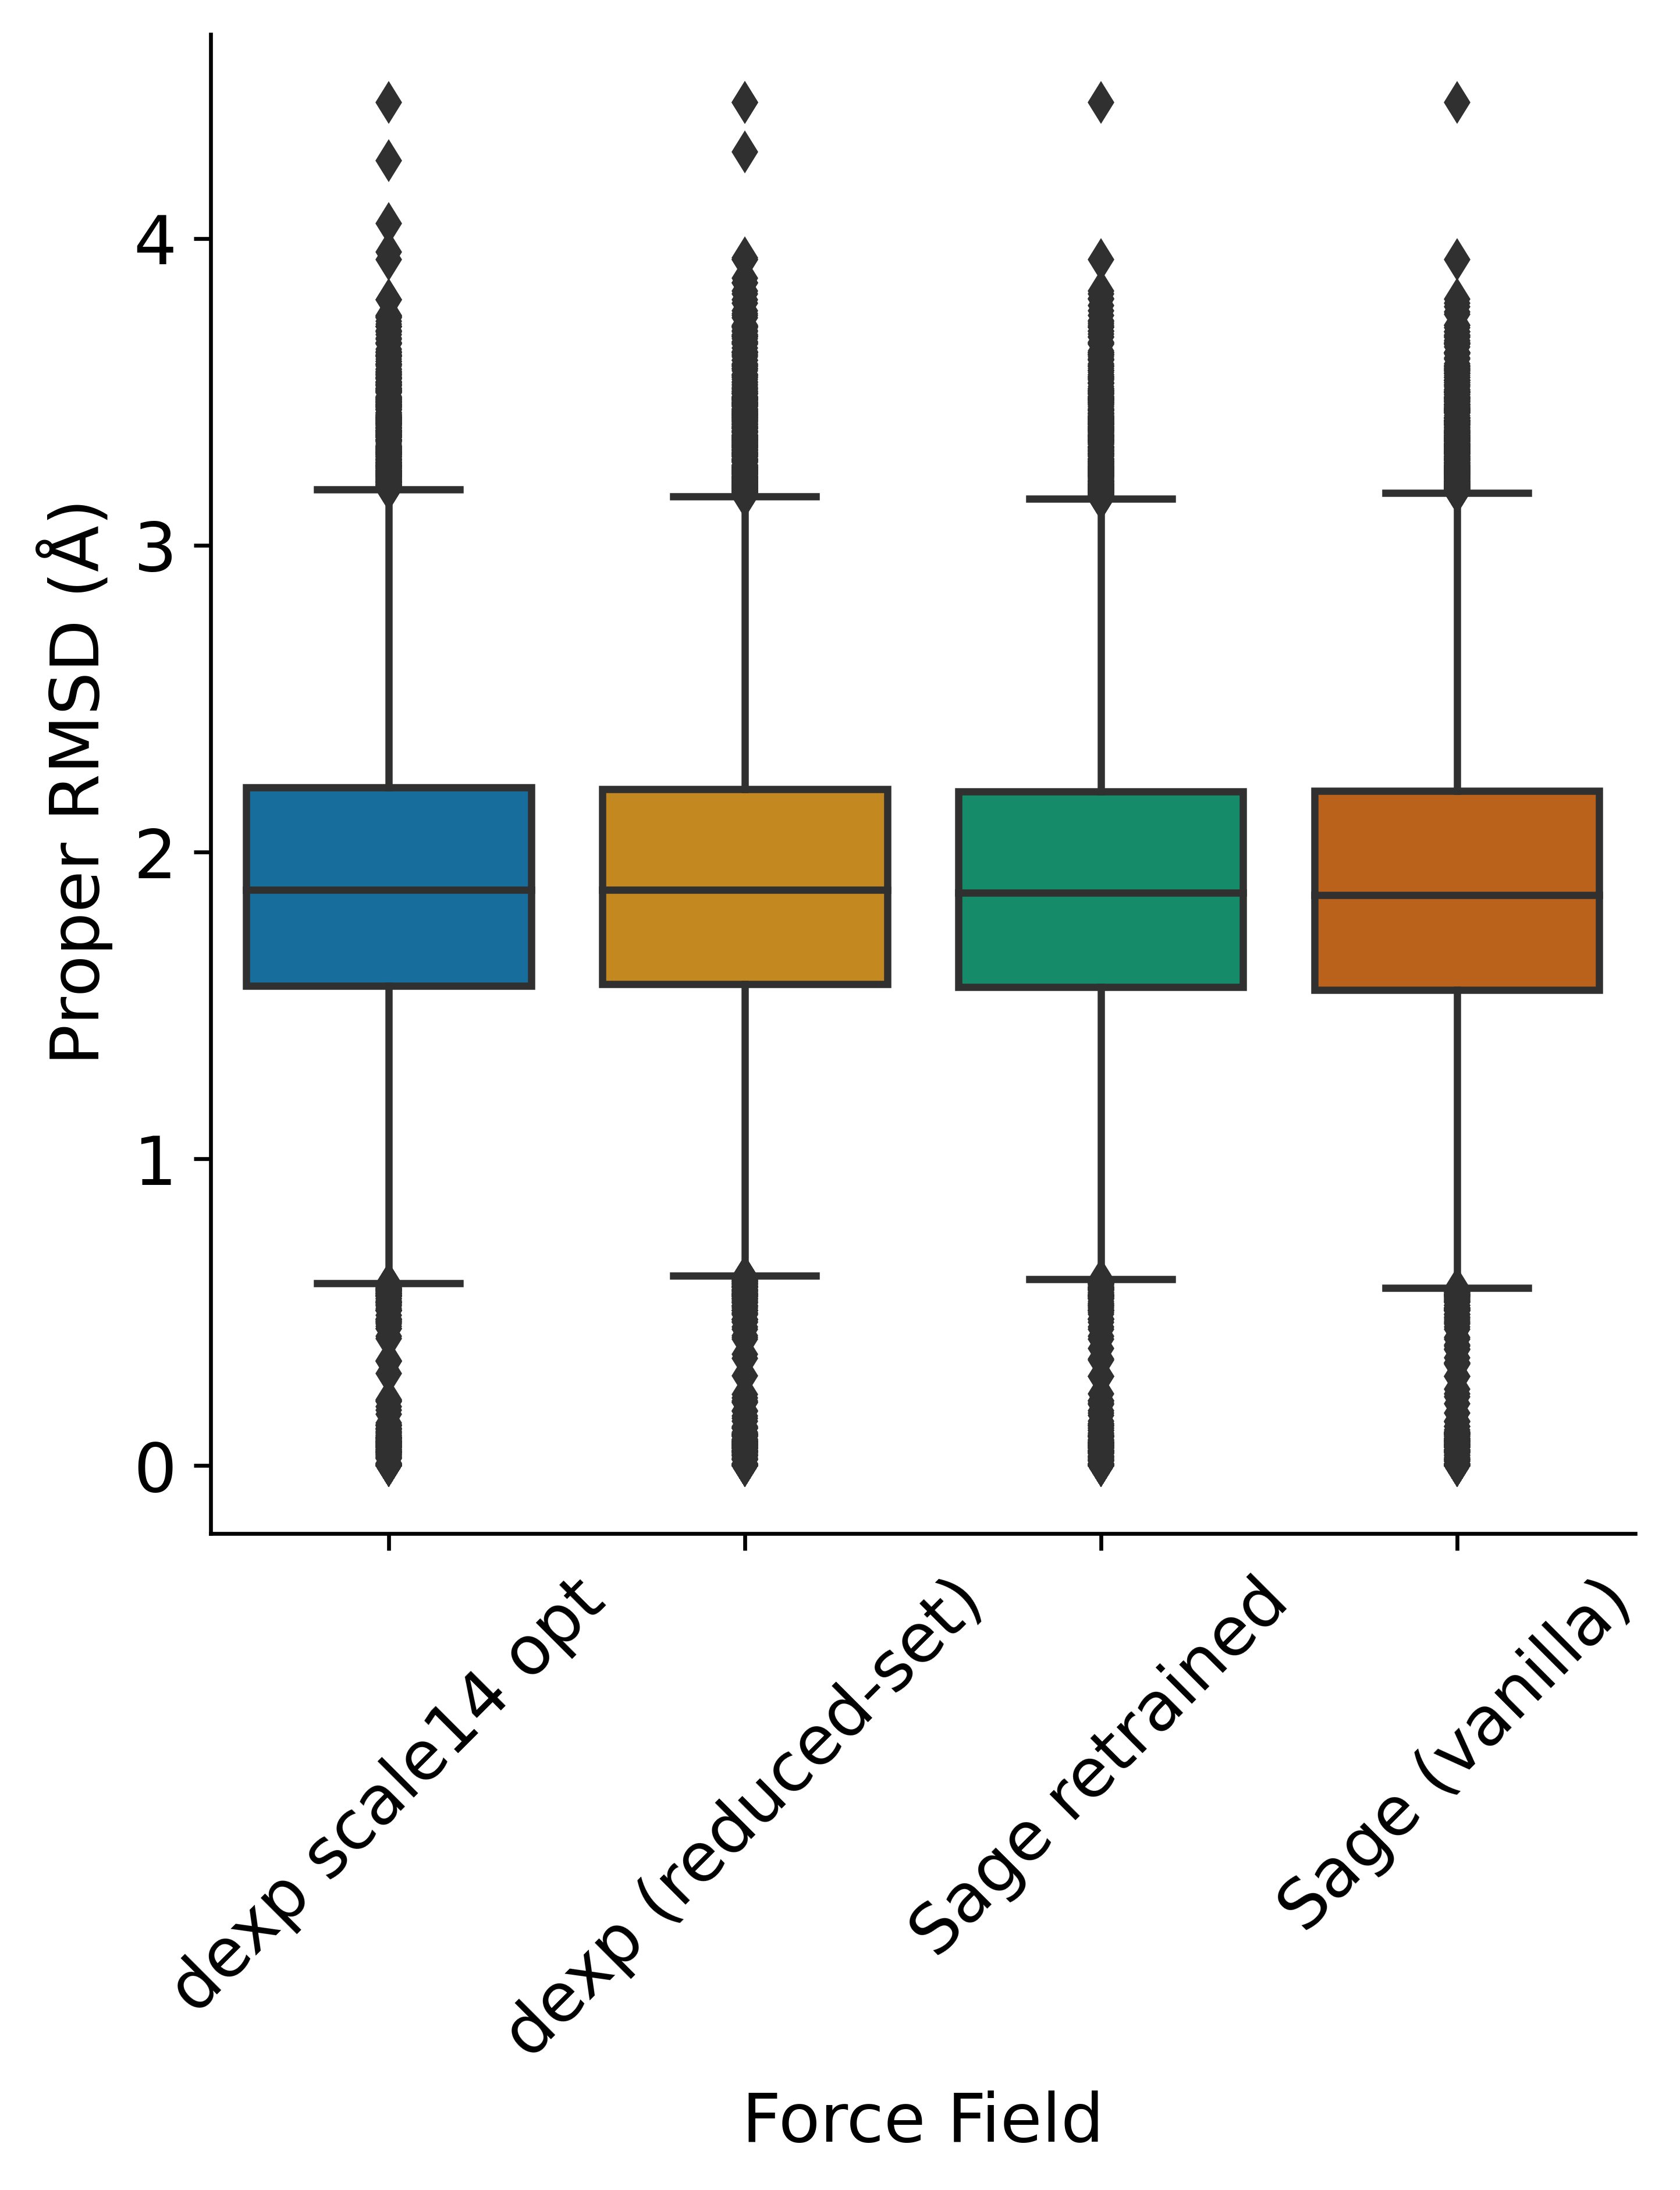 Proper RMSD (Å)
4
3
2
1
0
dexp scale14 opt
dexp (reduced-set)
Sage retrained
Sage (vanilla)
Force Field